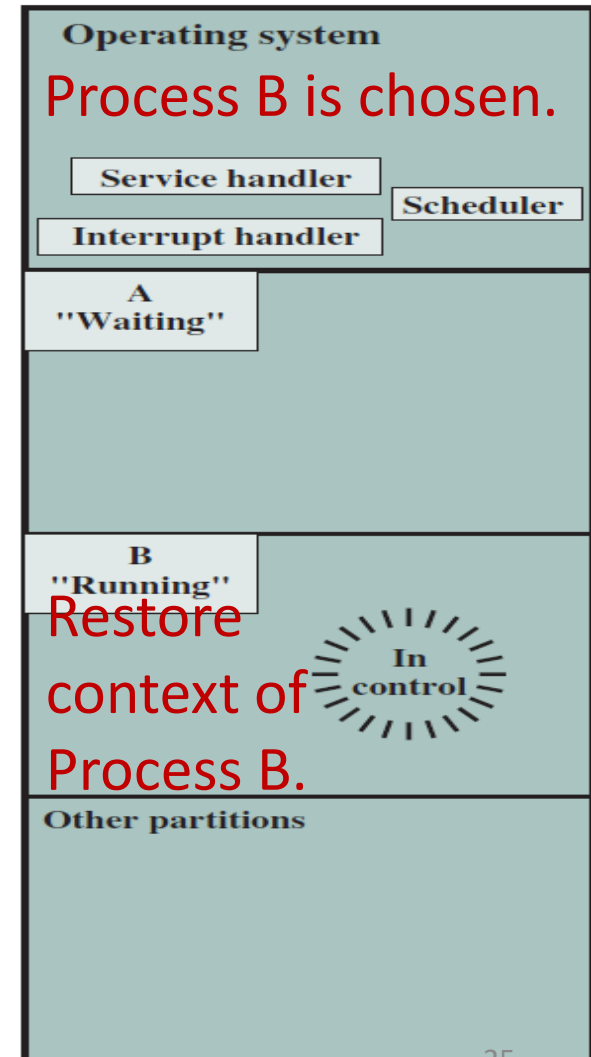 Operating system
Process B is chosen.
Service handler
Scheduler
Interrupt handler
A
"Waiting"
B
"Running"
Restore
context of
Process B.
In
control
Other partitions